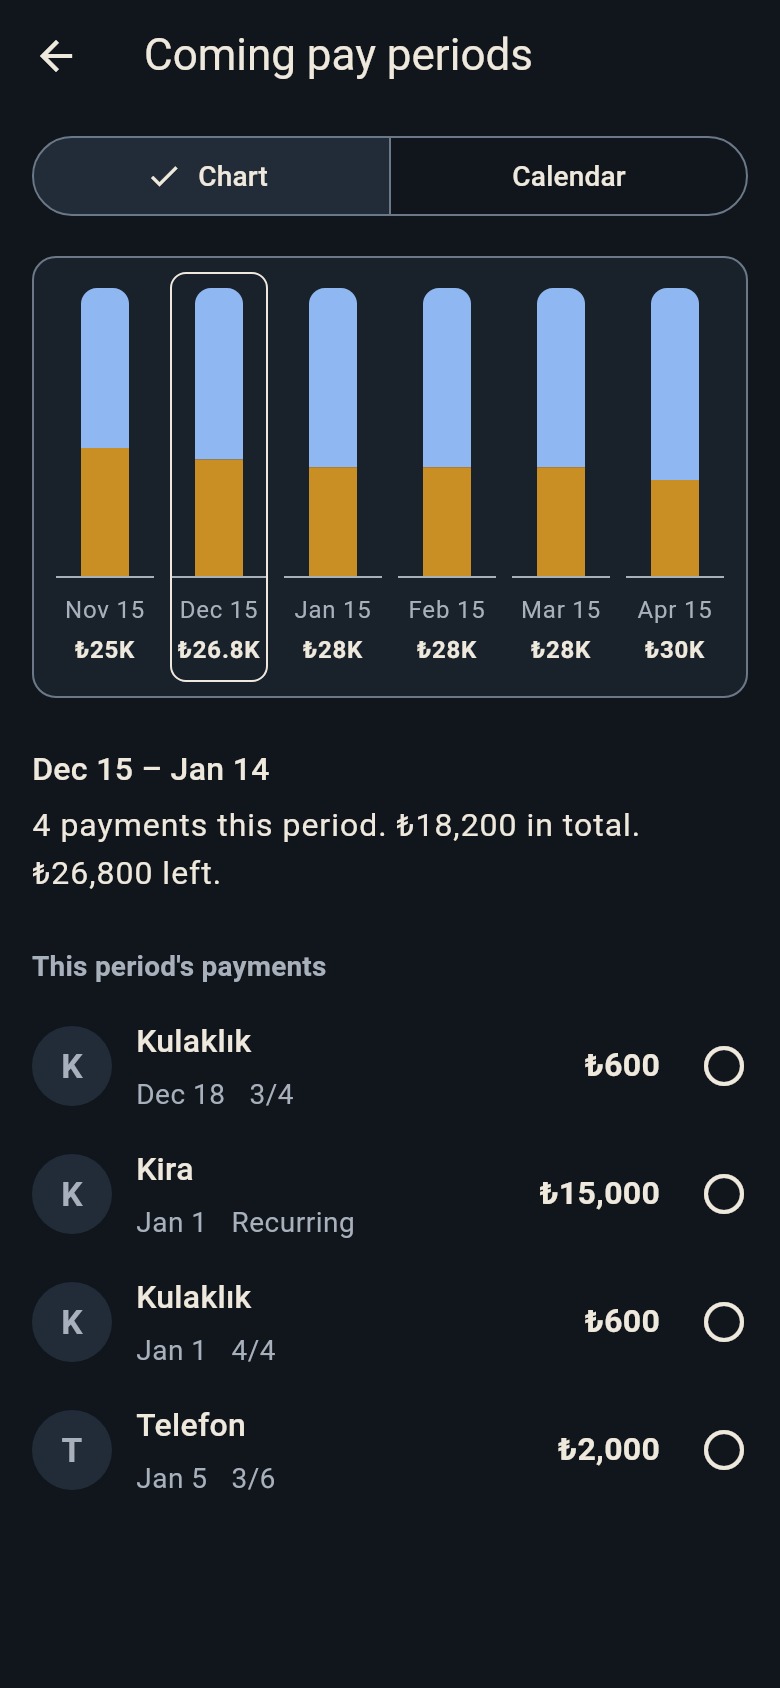 Coming pay periods
Chart
Calendar
Nov 15
Dec 15
Jan 15
Feb 15
Mar 15
Apr 15
₺25K
₺26.8K
₺28K
₺28K
₺28K
₺30K
Dec 15 – Jan 14
4 payments this period. ₺18,200 in total.
₺26,800 left.
This period's payments
K
Kulaklık
Dec 18 3/4
₺600
K
Kira
Jan 1 Recurring
₺15,000
K
Kulaklık
Jan 1 4/4
₺600
T
Telefon
Jan 5 3/6
₺2,000